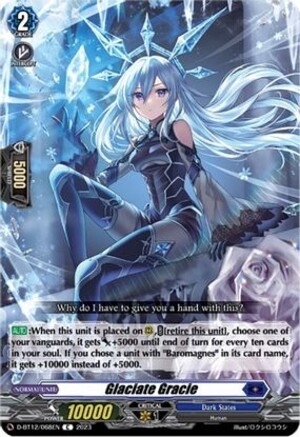 2
GRADE
5000
Why do I have to give you a hand with this?
AUTO:When this unit is placed on (RC), [retire this unit], choose one of
your vanguards, it gets +5000 until end of turn for every ten cards
in your soul. If you chose a unit with "Baromagnes" in its card name,
it gets +10000 instead of +5000.
NORMAL UNIT
Glaciate Gracie
POWER
10000
CRITICAL
Dark States
Human
D-BT12/068EN C 2023